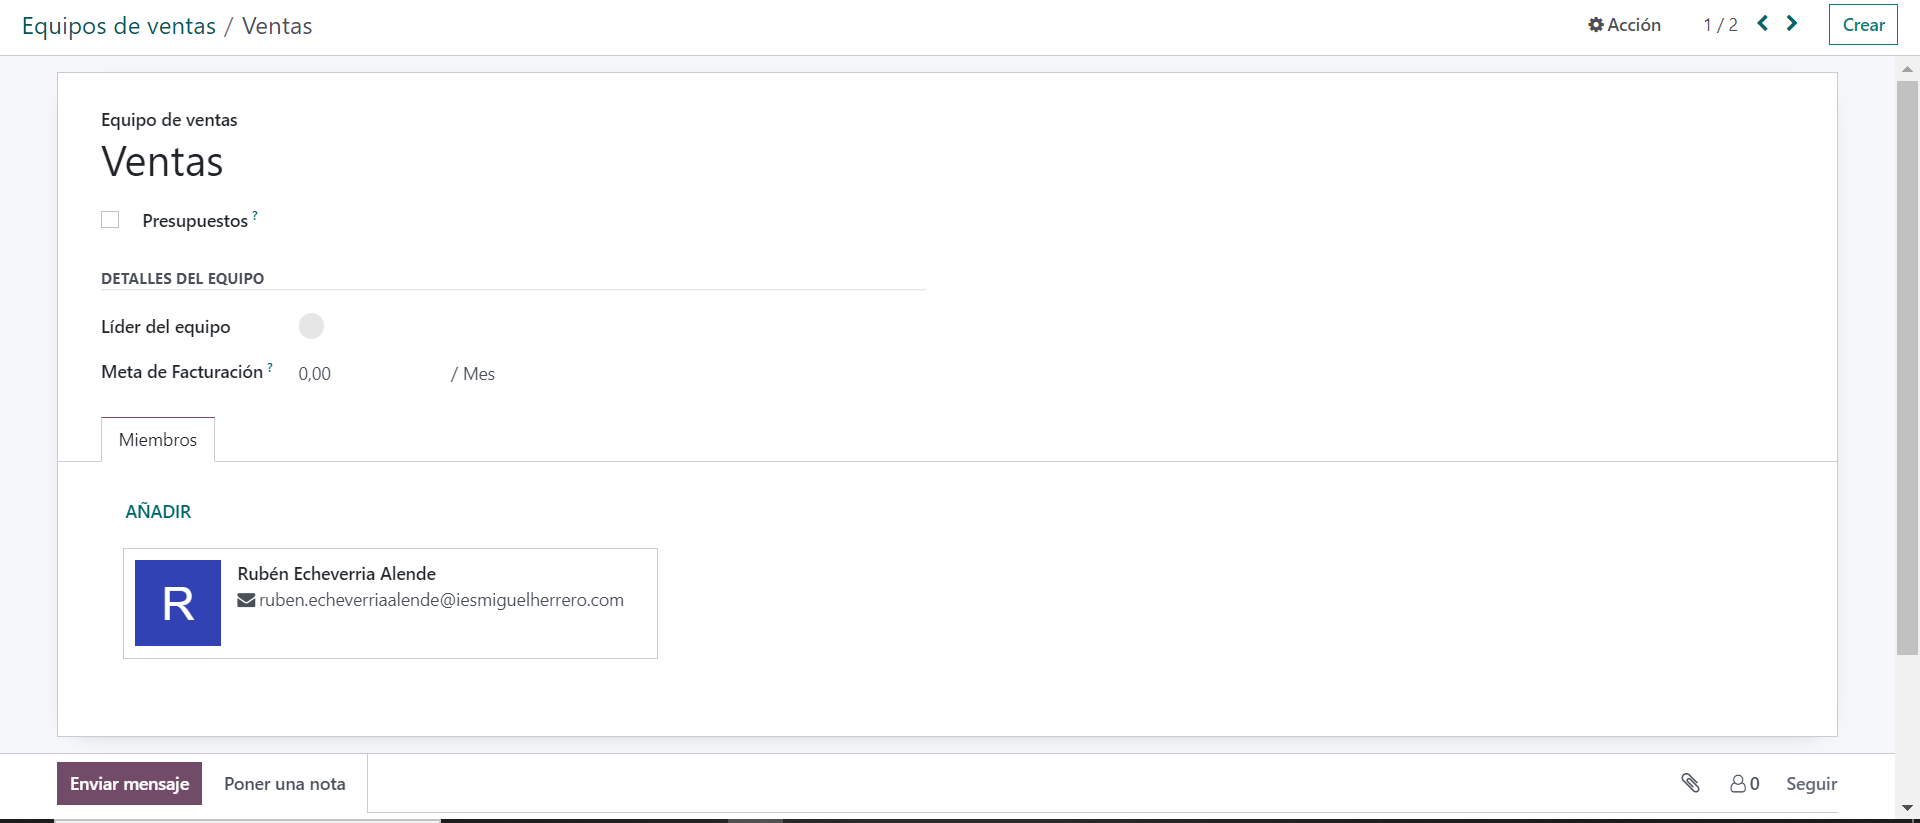 Equipos de ventas / Ventas
Acción
1 / 2
Crear
Equipo de ventas
Ventas
Presupuestos ?
DETALLES DEL EQUIPO
Líder del equipo
Meta de Facturación ? 0,00 / Mes
Miembros
AÑADIR
R
Rubén Echeverria Alende
ruben.echeverriaalende@iesmiguelherrero.com
Enviar mensaje
Poner una nota
0
Seguir